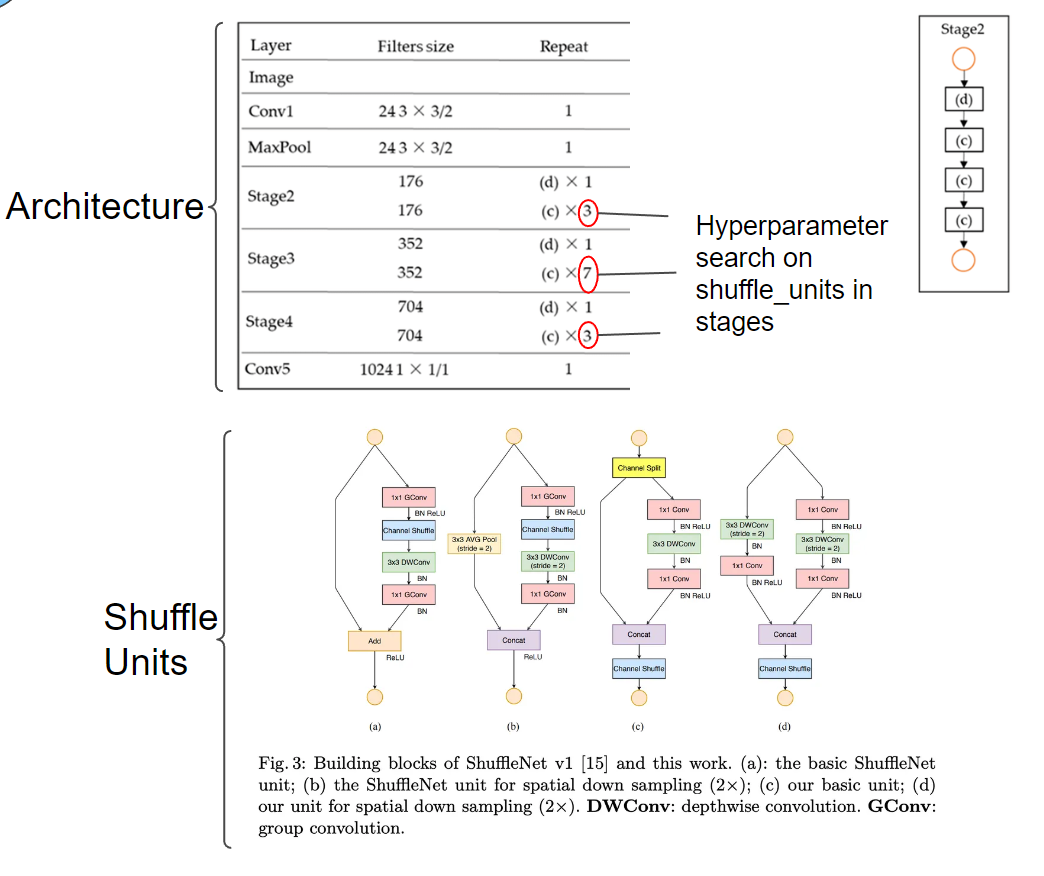 Architecture
Layer Filters size Repeat
Image
Conv1 24 3 × 3/2 1
MaxPool 24 3 × 3/2 1
Stage2
176 (d) × 1
176 (c) × 3
Stage3
352 (d) × 1
352 (c) × 7
Stage4
704 (d) × 1
704 (c) × 3
Conv5 1024 1 × 1/1 1
Hyperparameter
search on
shuffle_units in
stages
Stage2
(d)
(c)
(c)
(c)
Shuffle
Units
1x1 GConv
BN ReLU
Channel Shuffle
3x3 DWConv
BN
1x1 GConv
BN
Add
ReLU
(a)
3x3 AVG Pool
(stride = 2)
1x1 GConv
BN ReLU
Channel Shuffle
3x3 DWConv
(stride = 2)
BN
1x1 GConv
BN
Concat
ReLU
(b)
Channel Split
1x1 Conv
BN ReLU
3x3 DWConv
BN
1x1 Conv
BN ReLU
Concat
Channel Shuffle
(c)
3x3 DWConv
(stride = 2)
BN
1x1 Conv
BN ReLU
1x1 Conv
BN ReLU
3x3 DWConv
(stride = 2)
BN
1x1 Conv
BN ReLU
Concat
Channel Shuffle
(d)
Fig. 3: Building blocks of ShuffleNet v1 [15] and this work. (a): the basic ShuffleNet
unit; (b) the ShuffleNet unit for spatial down sampling (2×); (c) our basic unit; (d)
our unit for spatial down sampling (2×). DWConv: depthwise convolution. GConv:
group convolution.